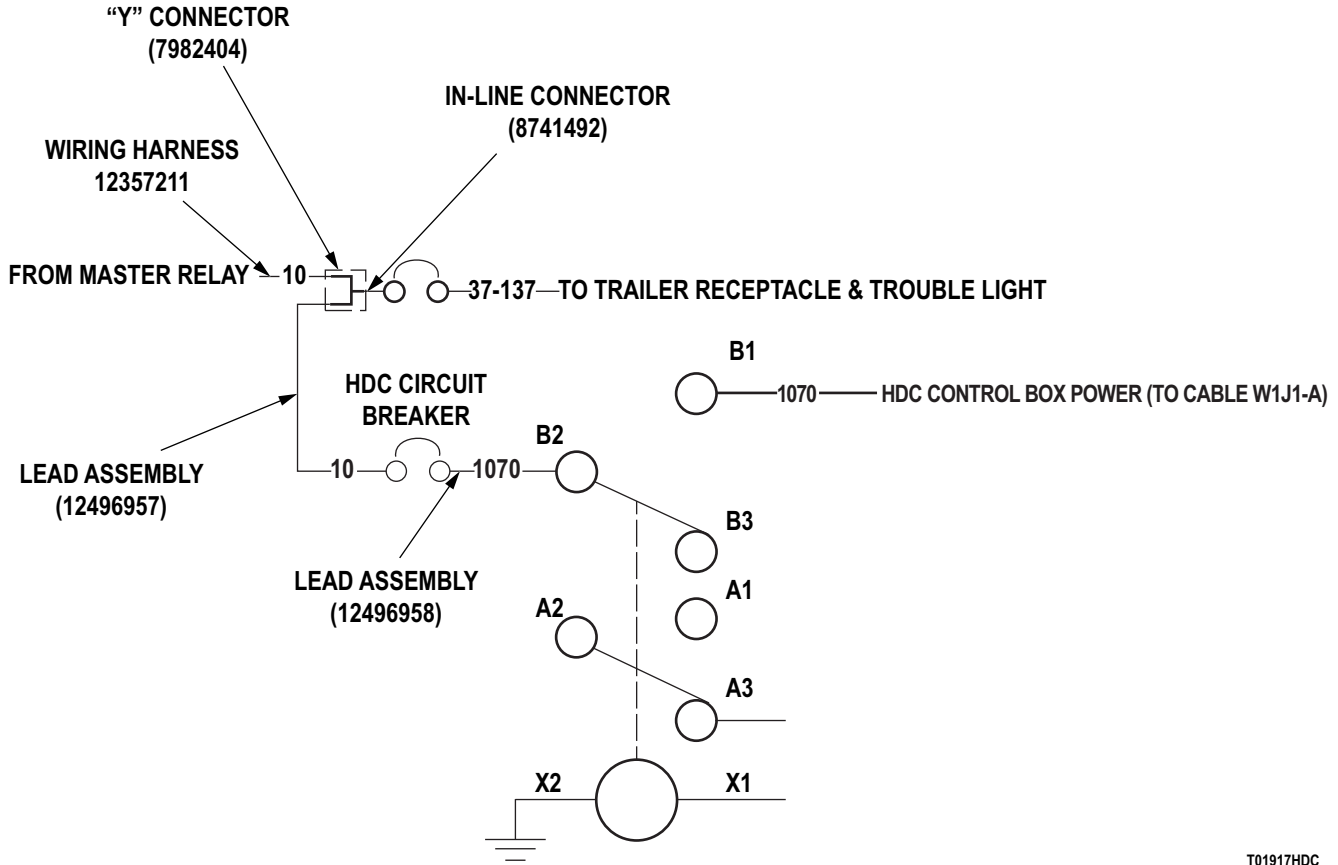 “Y” CONNECTOR
(7982404)
IN-LINE CONNECTOR
(8741492)
WIRING HARNESS
12357211
FROM MASTER RELAY 10 37-137 TO TRAILER RECEPTACLE & TROUBLE LIGHT
B1
1070 HDC CONTROL BOX POWER (TO CABLE W1J1-A)
HDC CIRCUIT
BREAKER
B2
10 1070
LEAD ASSEMBLY
(12496957)
B3
LEAD ASSEMBLY
(12496958)
A1
A2
A3
X2 X1
T01917HDC